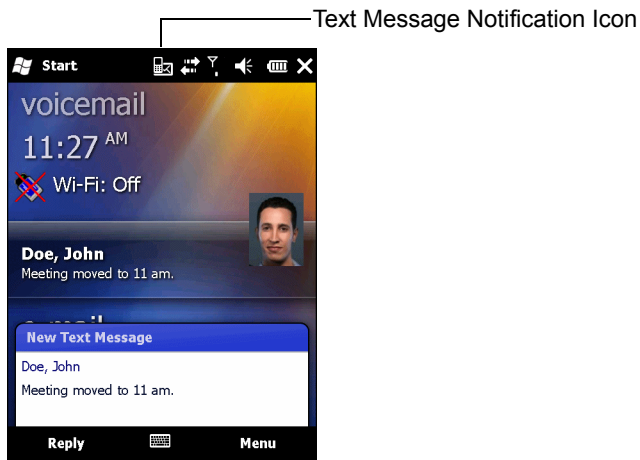 Text Message Notification Icon
Start
voicemail
11:27 AM
Wi-Fi: Off
Doe, John
Meeting moved to 11 am.
e-mail
New Text Message
Doe, John
Meeting moved to 11 am.
Reply
Menu